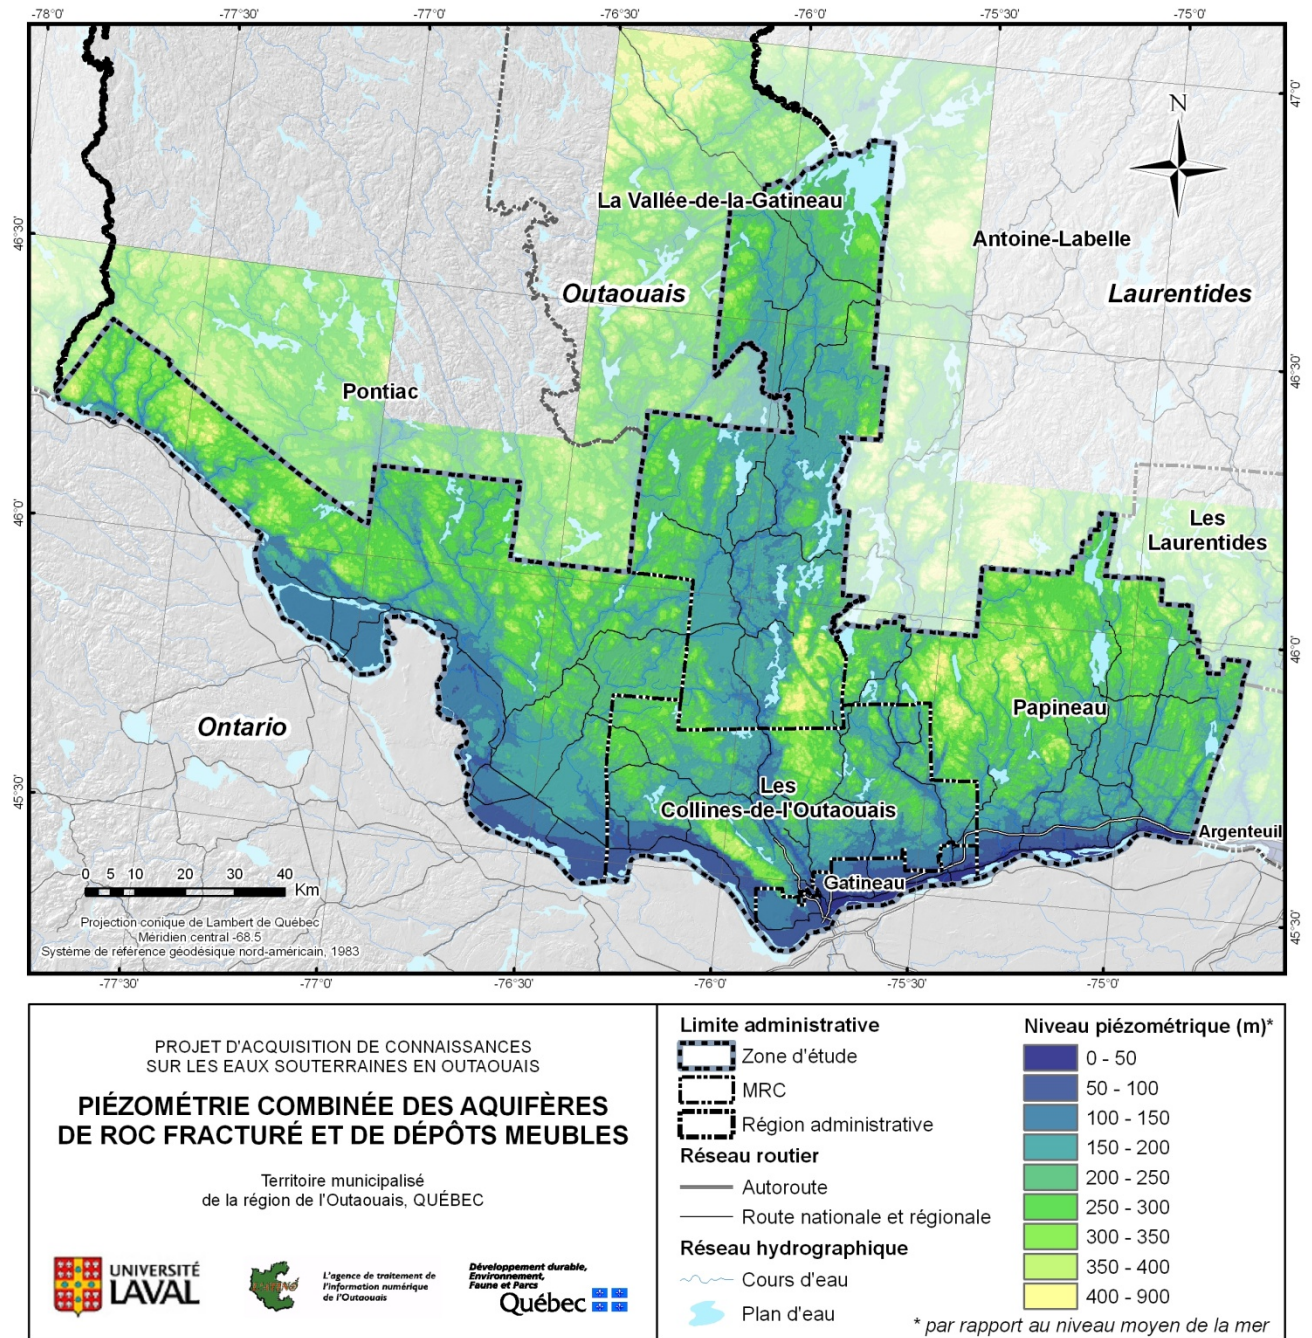 -78°0'
-77°30'
-77°0'
-76°30'
-76°0'
-75°30'
-75°0'
47°0'
N
La Vallée-de-la-Gatineau
46°30'
Antoine-Labelle
Outaouais
Laurentides
46°30'
Pontiac
46°0'
Les
Laurentides
46°0'
Ontario
Papineau
45°30'
Les
Collines-de-l'Outaouais
Argenteuil
Gatineau
45°30'
0 5 10 20 30 40
Km
Projection conique de Lambert de Québec
Méridien central -68.5
Système de référence géodésique nord-américain, 1983
-77°30'
-77°0'
-76°30'
-76°0'
-75°30'
-75°0'
PROJET D'ACQUISITION DE CONNAISSANCES
SUR LES EAUX SOUTERRAINES EN OUTAOUAIS
PIÉZOMÉTRIE COMBINÉE DES AQUIFÈRES
DE ROC FRACTURÉ ET DE DÉPÔTS MEUBLES
Territoire municipalisé
de la région de l'Outaouais, QUÉBEC
UNIVERSITÉ
LAVAL
L'agence de traitement de
l'information numérique
de l'Outaouais
Développement durable,
Environnement,
Faune et Parcs
Québec
Limite administrative
Zone d'étude
MRC
Région administrative
Réseau routier
Autoroute
Route nationale et régionale
Réseau hydrographique
Cours d'eau
Plan d'eau
Niveau piézométrique (m)*
0 - 50
50 - 100
100 - 150
150 - 200
200 - 250
250 - 300
300 - 350
350 - 400
400 - 900
* par rapport au niveau moyen de la mer